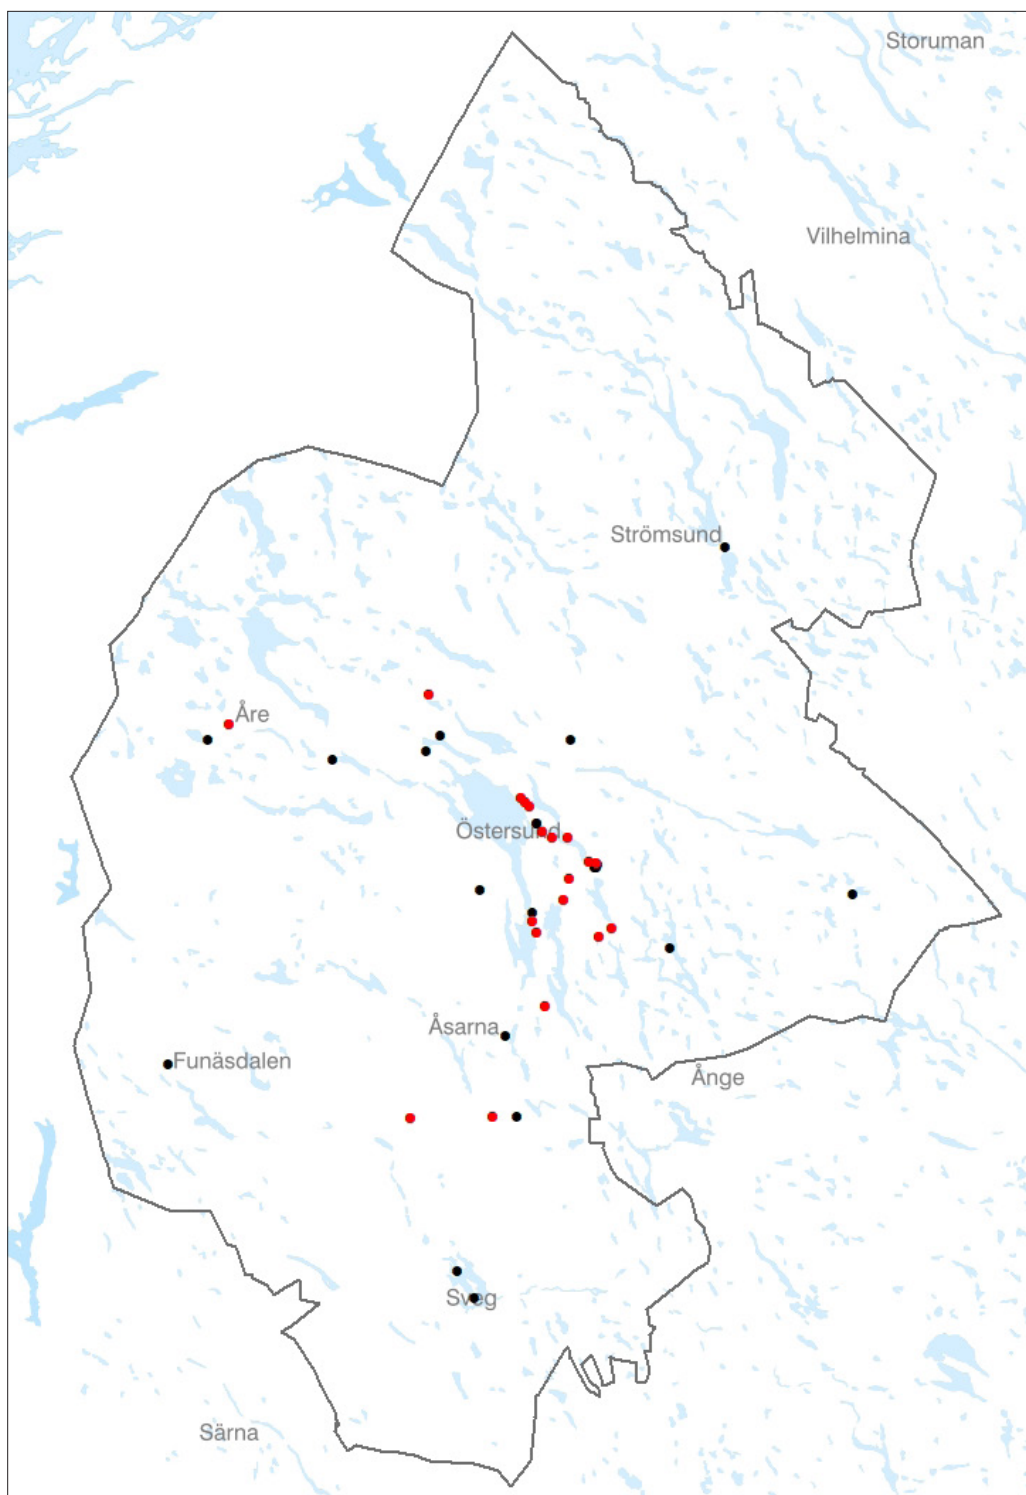 Storuman
Vilhelmina
Strömsund
Åre
Östersund
Åsarna
Funäsdalen
Ånge
Sveg
Särna